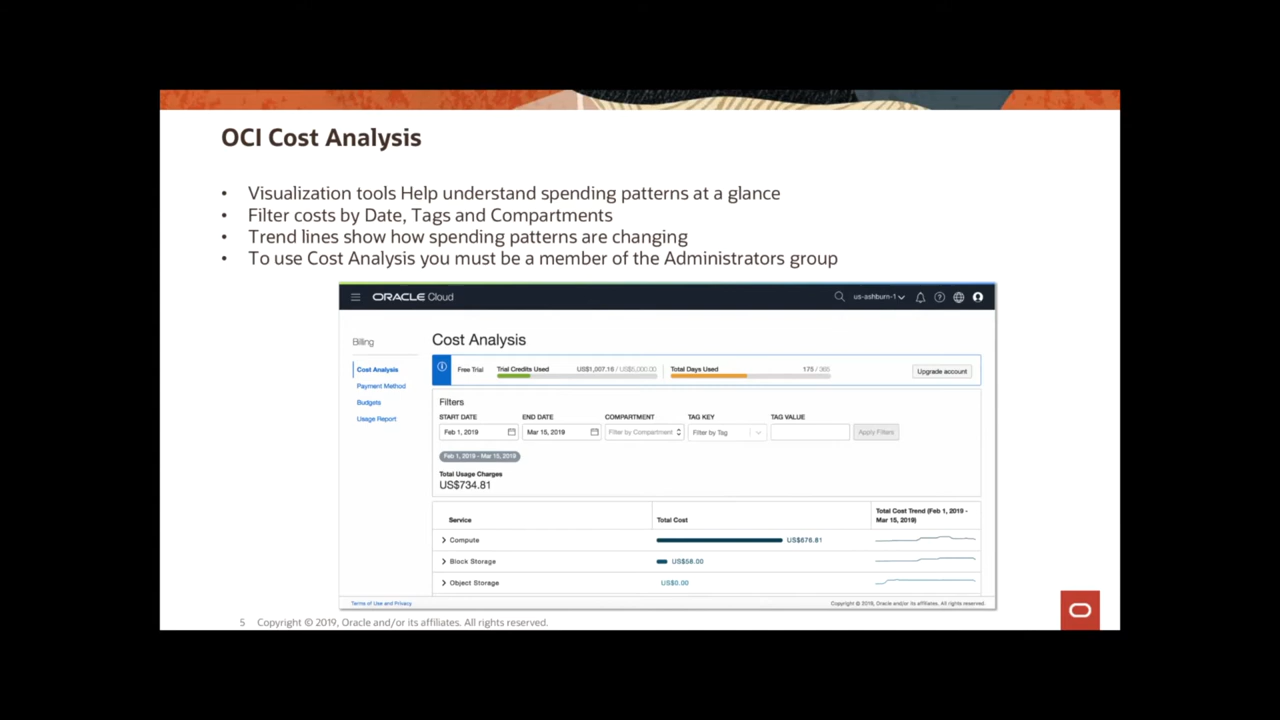 OCI Cost Analysis
• Visualization tools Help understand spending patterns at a glance
• Filter costs by Date, Tags and Compartments
• Trend lines show how spending patterns are changing
• To use Cost Analysis you must be a member of the Administrators group
ORACLE Cloud
us-ashburn-1
Billing
Cost Analysis
Payment Method
Budgets
Usage Report
Cost Analysis
Free Trial Trial Credits Used US$1,007.16 / US$5,000.00 Total Days Used 175 / 365 Upgrade account
Filters
START DATE END DATE COMPARTMENT TAG KEY TAG VALUE
Feb 1, 2019 Mar 15, 2019 Filter by Compartment Filter by Tag Apply Filters
Feb 1, 2019 - Mar 15, 2019
Total Usage Charges
US$734.81
Service Total Cost Total Cost Trend (Feb 1, 2019 -
Mar 15, 2019)
Compute US$676.81
Block Storage US$58.00
Object Storage US$0.00
Terms of Use and Privacy Copyright © 2019, Oracle and/or its affiliates. All rights reserved.
5 Copyright © 2019, Oracle and/or its affiliates. All rights reserved.